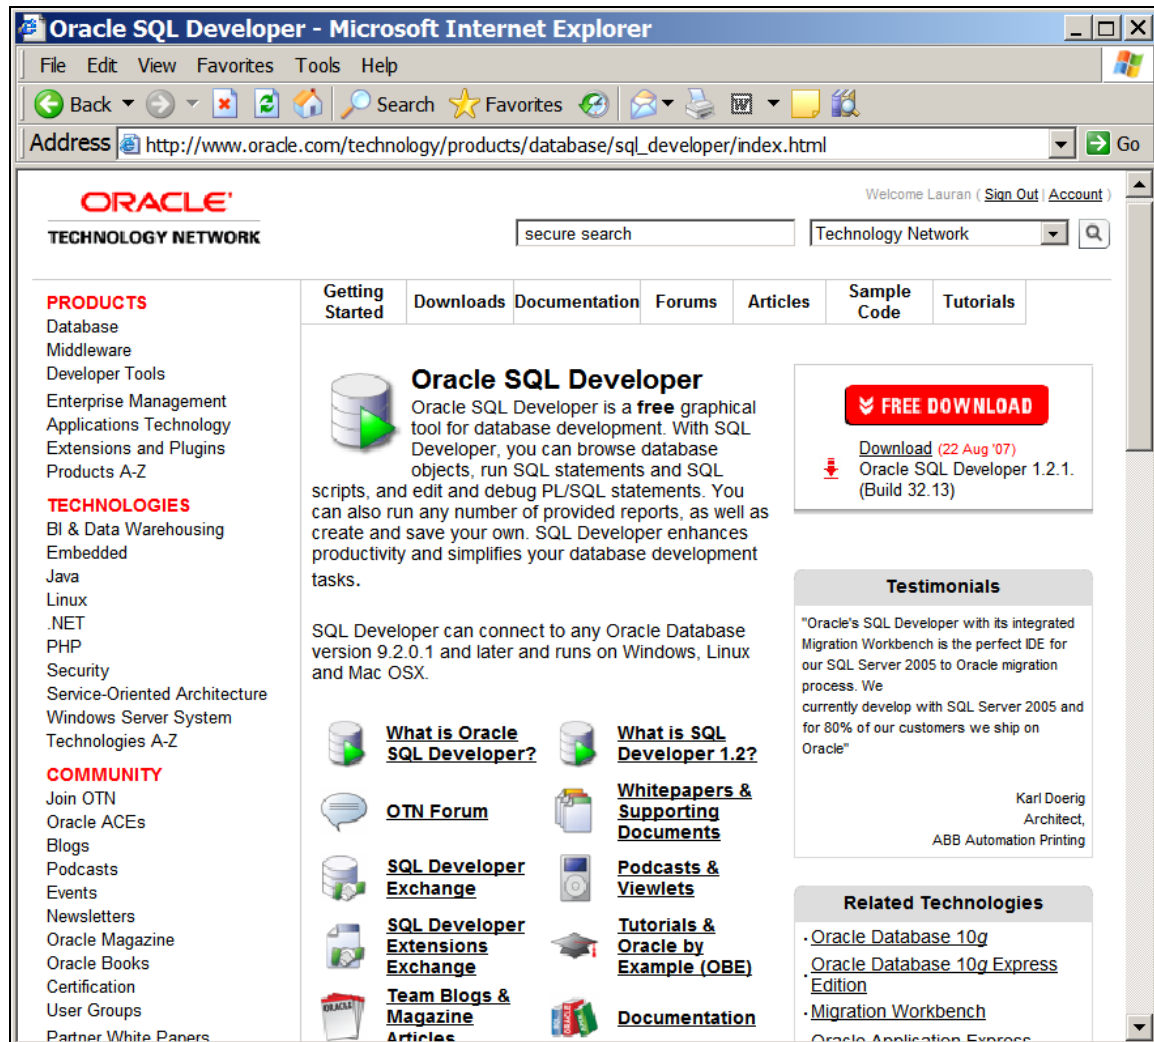 Oracle SQL Developer - Microsoft Internet Explorer
File Edit View Favorites Tools Help
Back Search Favorites
Address http://www.oracle.com/technology/products/database/sql_developer/index.html Go
ORACLE
TECHNOLOGY NETWORK
Welcome Lauran ( Sign Out | Account )
secure search Technology Network
PRODUCTS
Database
Middleware
Developer Tools
Enterprise Management
Applications Technology
Extensions and Plugins
Products A-Z
TECHNOLOGIES
BI & Data Warehousing
Embedded
Java
Linux
.NET
PHP
Security
Service-Oriented Architecture
Windows Server System
Technologies A-Z
COMMUNITY
Join OTN
Oracle ACEs
Blogs
Podcasts
Events
Newsletters
Oracle Magazine
Oracle Books
Certification
User Groups
Partner White Papers
Getting Started Downloads Documentation Forums Articles Sample Code Tutorials
Oracle SQL Developer
Oracle SQL Developer is a free graphical
tool for database development. With SQL
Developer, you can browse database
objects, run SQL statements and SQL
scripts, and edit and debug PL/SQL statements. You
can also run any number of provided reports, as well as
create and save your own. SQL Developer enhances
productivity and simplifies your database development
tasks.
SQL Developer can connect to any Oracle Database
version 9.2.0.1 and later and runs on Windows, Linux
and Mac OSX.
What is Oracle
SQL Developer?
What is SQL
Developer 1.2?
OTN Forum
Whitepapers &
Supporting
Documents
SQL Developer
Exchange
Podcasts &
Viewlets
SQL Developer
Extensions
Exchange
Tutorials &
Oracle by
Example (OBE)
ORACLE
Team Blogs &
Magazine
Articles
Documentation
FREE DOWNLOAD
Download (22 Aug '07)
Oracle SQL Developer 1.2.1.
(Build 32.13)
Testimonials
"Oracle's SQL Developer with its integrated
Migration Workbench is the perfect IDE for
our SQL Server 2005 to Oracle migration
process. We
currently develop with SQL Server 2005 and
for 80% of our customers we ship on
Oracle"
Karl Doerig
Architect,
ABB Automation Printing
Related Technologies
· Oracle Database 10g
· Oracle Database 10g Express
Edition
· Migration Workbench
Oracle Application Express